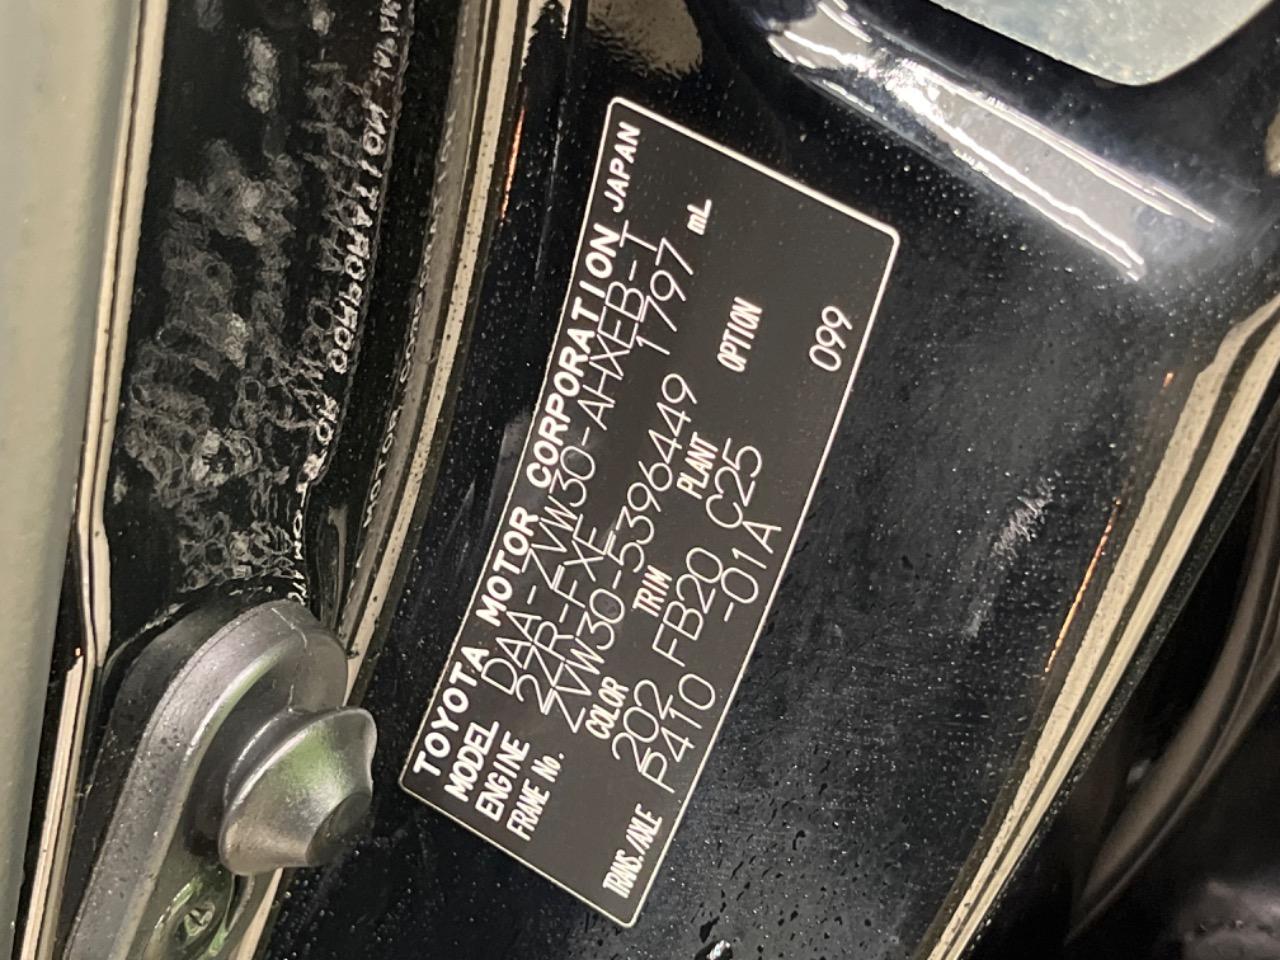 TOYOTA MOTOR CORPORATION JAPAN
MODEL DAA-ZVW30-AHXEB-T
ENGINE 2ZR-FXE 1797 mL
FRAME No. ZVW30-5396449
COLOR TRIM PLANT OPTION
202 FB20 C25
TRANS./AXLE P410 -01A 099